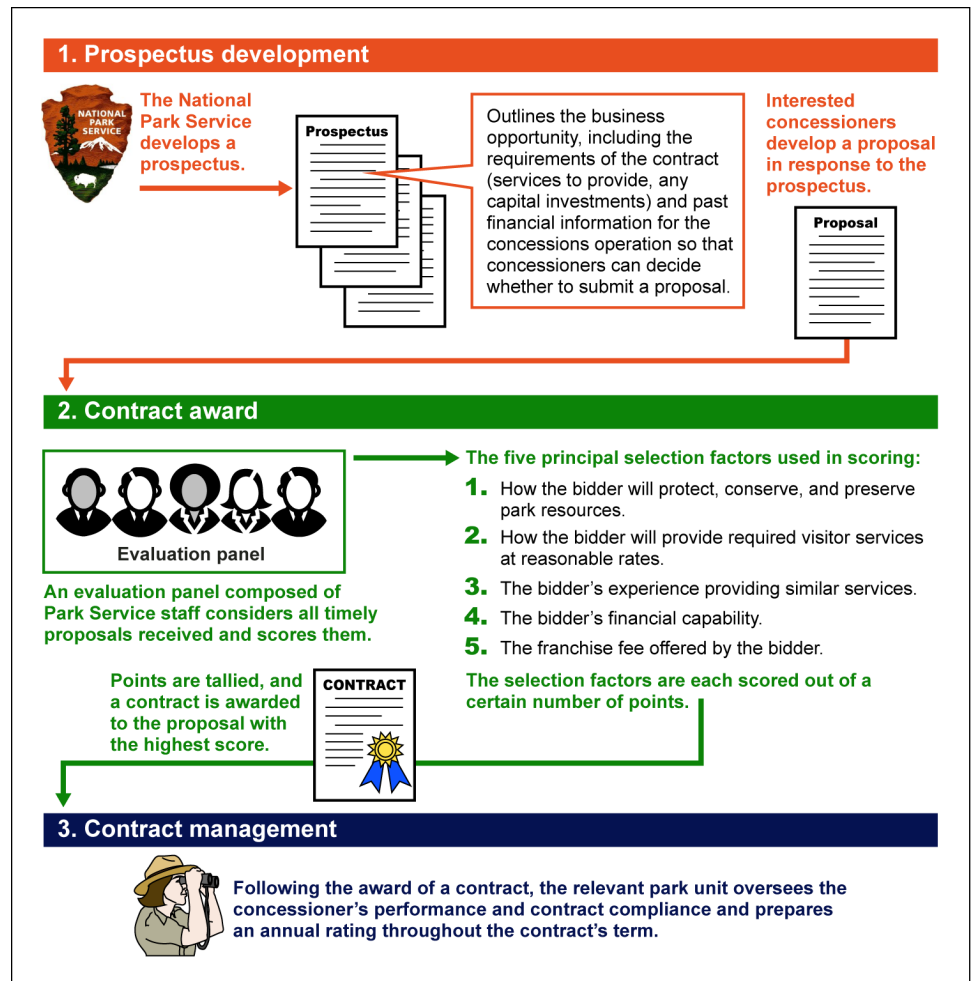 1. Prospectus development
NATIONAL
PARK
SERVICE
The National
Park Service
develops a
prospectus.
Prospectus
Outlines the business
opportunity, including the
requirements of the contract
(services to provide, any
capital investments) and past
financial information for the
concessions operation so that
concessioners can decide
whether to submit a proposal.
Interested
concessioners
develop a proposal
in response to the
prospectus.
Proposal
2. Contract award
Evaluation panel
An evaluation panel composed of
Park Service staff considers all timely
proposals received and scores them.
The five principal selection factors used in scoring:
1. How the bidder will protect, conserve, and preserve
park resources.
2. How the bidder will provide required visitor services
at reasonable rates.
3. The bidder’s experience providing similar services.
4. The bidder’s financial capability.
5. The franchise fee offered by the bidder.
The selection factors are each scored out of a
certain number of points.
Points are tallied, and
a contract is awarded
to the proposal with
the highest score.
CONTRACT
3. Contract management
Following the award of a contract, the relevant park unit oversees the
concessioner’s performance and contract compliance and prepares
an annual rating throughout the contract’s term.